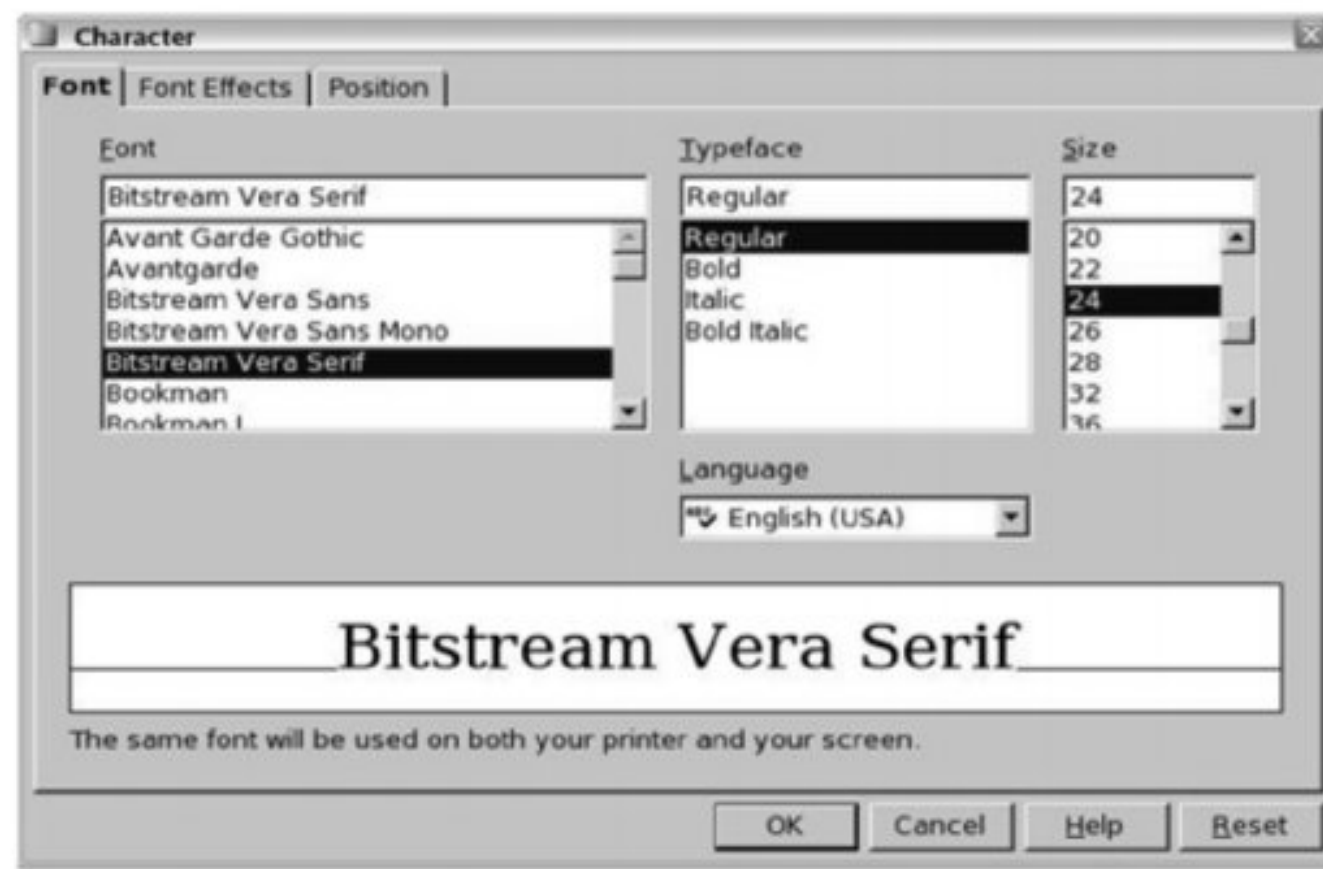 Character
Font | Font Effects | Position |
Font
Bitstream Vera Serif
Avant Garde Gothic
Avantgarde
Bitstream Vera Sans
Bitstream Vera Sans Mono
Bitstream Vera Serif
Bookman
Bookman L
Typeface
Regular
Regular
Bold
Italic
Bold Italic
Size
24
20
22
24
26
28
32
36
Language
ABC English (USA)
Bitstream Vera Serif
The same font will be used on both your printer and your screen.
OK Cancel Help Reset